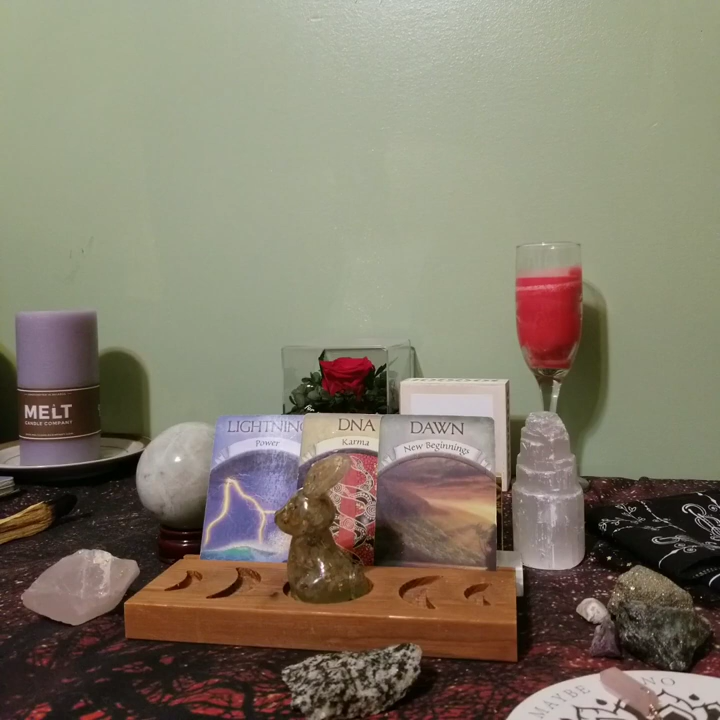 MELT
CANDLE COMPANY
LIGHTNING
Power
DNA
Karma
DAWN
New Beginnings
MAYBE
NO